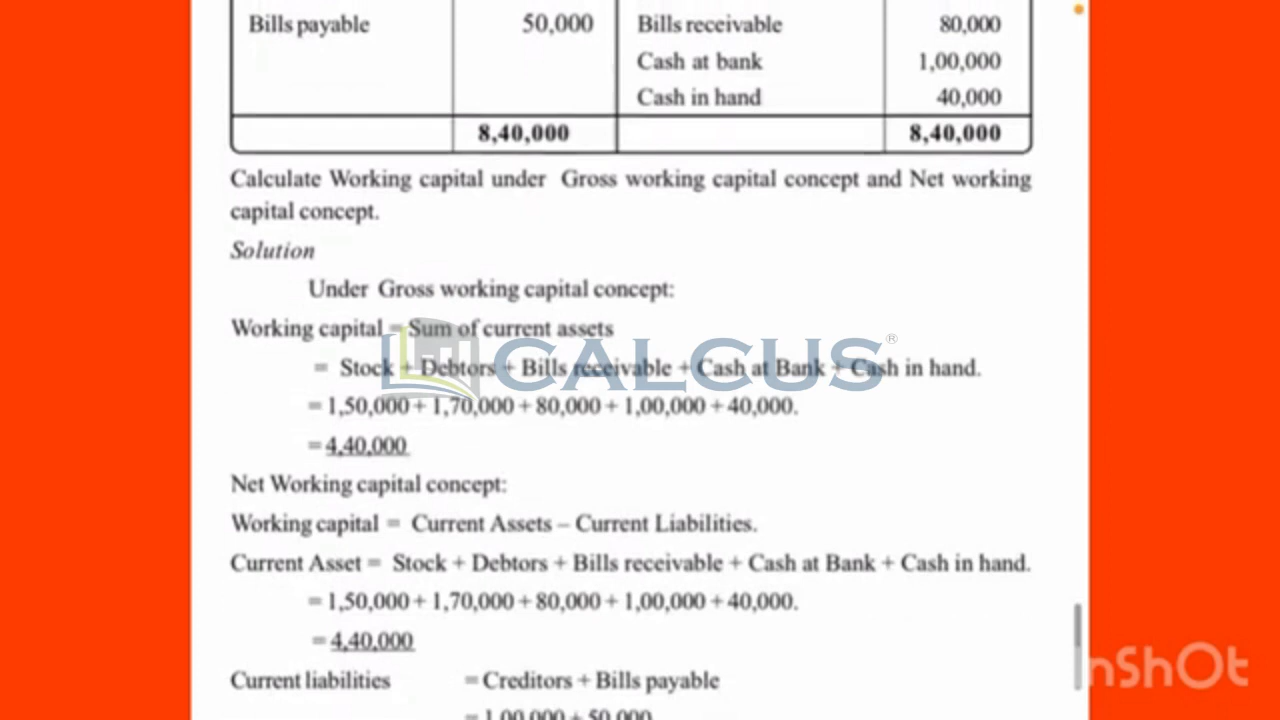 Bills payable 50,000 Bills receivable 80,000
Cash at bank 1,00,000
Cash in hand 40,000
8,40,000 8,40,000
Calculate Working capital under Gross working capital concept and Net working
capital concept.
Solution
Under Gross working capital concept:
Working capital = Sum of current assets
= Stock + Debtors + Bills receivable + Cash at Bank + Cash in hand.
CALCUS®
= 1,50,000 + 1,70,000 + 80,000 + 1,00,000 + 40,000.
= 4,40,000
Net Working capital concept:
Working capital = Current Assets – Current Liabilities.
Current Asset = Stock + Debtors + Bills receivable + Cash at Bank + Cash in hand.
= 1,50,000 + 1,70,000 + 80,000 + 1,00,000 + 40,000.
= 4,40,000
Current liabilities = Creditors + Bills payable
InShOt
= 1,00,000 + 50,000